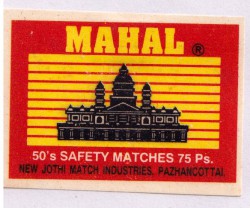 MAHAL ®
50's SAFETY MATCHES 75 Ps.
NEW JOTHI MATCH INDUSTRIES, PAZHANCOTTAI.